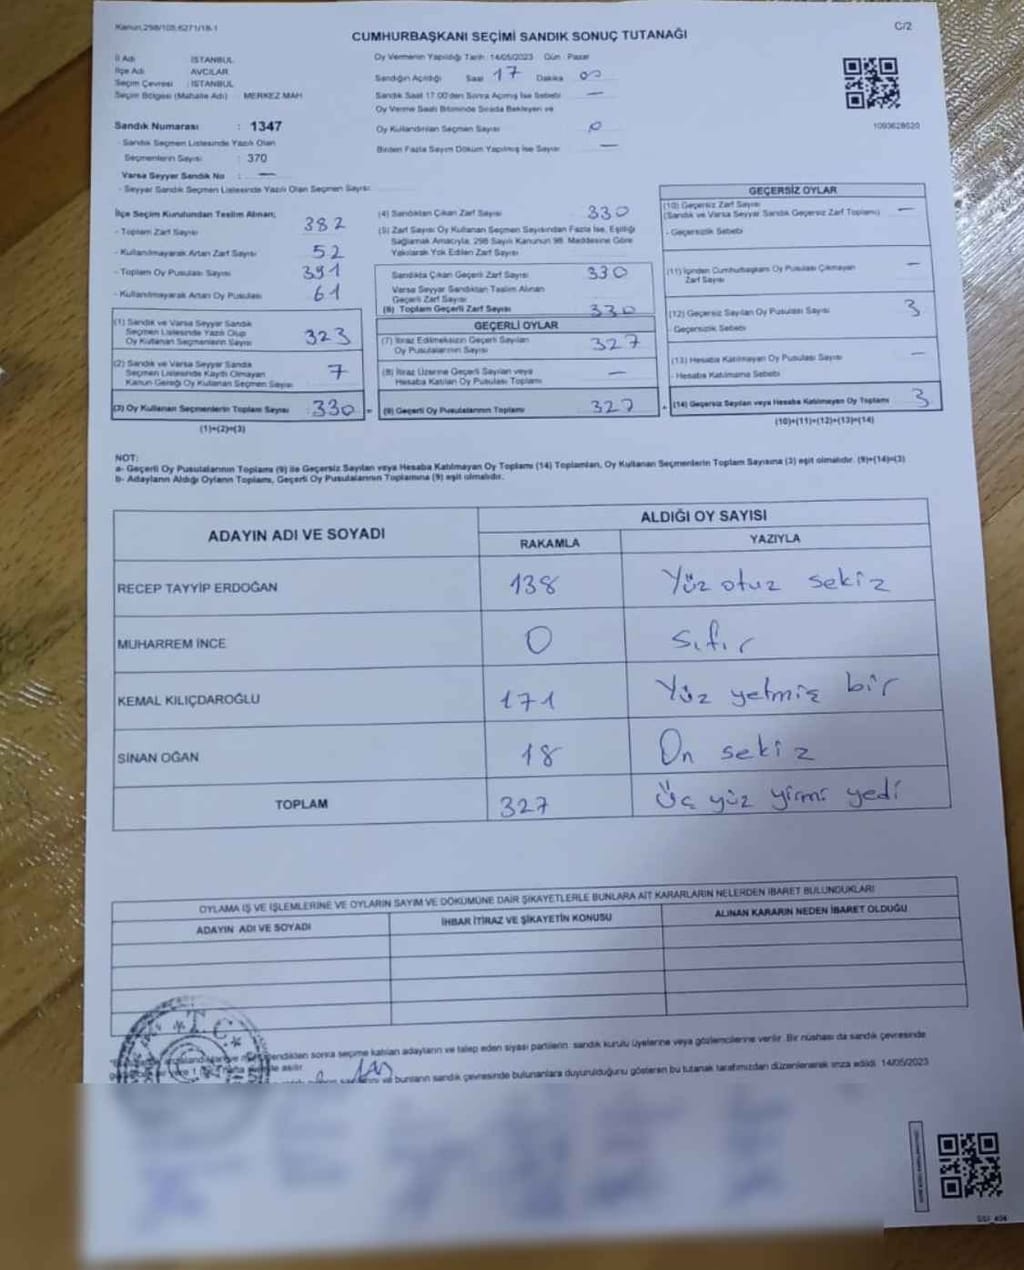 Kanun:298/105,6271/18-1
C/2
CUMHURBAŞKANI SEÇİMİ SANDIK SONUÇ TUTANAĞI
İl Adı : İSTANBUL
İlçe Adı : AVCILAR
Seçim Çevresi : İSTANBUL
Seçim Bölgesi (Mahalle Adı) : MERKEZ MAH
Oy Vermenin Yapıldığı Tarih : 14/05/2023 Gün : Pazar
Sandığın Açıldığı Saat 17 Dakika 00
Sandık Saat 17:00'den Sonra Açılmış İse Sebebi —
Oy Verme Saati Bitiminde Sırada Bekleyen ve
Oy Kullandırılan Seçmen Sayısı 0
Birden Fazla Sayım Döküm Yapılmış İse Sayısı —
1093628520
Sandık Numarası : 1347
- Sandık Seçmen Listesinde Yazılı Olan
Seçmenlerin Sayısı : 370
Varsa Seyyar Sandık No : —
- Seyyar Sandık Seçmen Listesinde Yazılı Olan Seçmen Sayısı:
İlçe Seçim Kurulundan Teslim Alınan;
- Toplam Zarf Sayısı 382
- Kullanılmayarak Artan Zarf Sayısı 52
- Toplam Oy Pusulası Sayısı 391
- Kullanılmayarak Artan Oy Pusulası 61
(1) Sandık ve Varsa Seyyar Sandık
Seçmen Listesinde Yazılı Olup
Oy Kullanan Seçmenlerin Sayısı 323
(2) Sandık ve Varsa Seyyar Sandık
Seçmen Listesinde Kayıtlı Olmayan
Kanun Gereği Oy Kullanan Seçmen Sayısı 7
(3) Oy Kullanan Seçmenlerin Toplam Sayısı 330
(1)+(2)=(3)
(4) Sandıktan Çıkan Zarf Sayısı 330
(5) Zarf Sayısı Oy Kullanan Seçmen Sayısından Fazla İse, Eşitliği
Sağlamak Amacıyla; 298 Sayılı Kanunun 98. Maddesine Göre
Yakılarak Yok Edilen Zarf Sayısı
Sandıkta Çıkan Geçerli Zarf Sayısı 330
Varsa Seyyar Sandıktan Teslim Alınan
Geçerli Zarf Sayısı
(6) Toplam Geçerli Zarf Sayısı 330
GEÇERLİ OYLAR
(7) İtiraz Edilmeksizin Geçerli Sayılan
Oy Pusulalarının Sayısı 327
(8) İtiraz Üzerine Geçerli Sayılan veya
Hesaba Katılan Oy Pusulası Toplamı —
(9) Geçerli Oy Pusulalarının Toplamı 327
GEÇERSİZ OYLAR
(10) Geçersiz Zarf Sayısı
(Sandık ve Varsa Seyyar Sandık Geçersiz Zarf Toplamı) —
- Geçersizlik Sebebi
(11) İçinden Cumhurbaşkanı Oy Pusulası Çıkmayan
Zarf Sayısı —
(12) Geçersiz Sayılan Oy Pusulası Sayısı 3
- Geçersizlik Sebebi
(13) Hesaba Katılmayan Oy Pusulası Sayısı —
- Hesaba Katılmama Sebebi
(14) Geçersiz Sayılan veya Hesaba Katılmayan Oy Toplamı 3
(10)+(11)+(12)+(13)=(14)
NOT:
a- Geçerli Oy Pusulalarının Toplamı (9) ile Geçersiz Sayılan veya Hesaba Katılmayan Oy Toplamı (14) Toplamları, Oy Kullanan Seçmenlerin Toplam Sayısına (3) eşit olmalıdır. (9)+(14)=(3)
b- Adayların Aldığı Oyların Toplamı, Geçerli Oy Pusulalarının Toplamına (9) eşit olmalıdır.
ADAYIN ADI VE SOYADI
ALDIĞI OY SAYISI
RAKAMLA YAZIYLA
RECEP TAYYİP ERDOĞAN 138 Yüz otuz sekiz
MUHARREM İNCE 0 Sıfır
KEMAL KILIÇDAROĞLU 171 Yüz yetmiş bir
SİNAN OĞAN 18 On sekiz
TOPLAM 327 Üç yüz yirmi yedi
OYLAMA İŞ VE İŞLEMLERİNE VE OYLARIN SAYIM VE DÖKÜMÜNE DAİR ŞİKAYETLERLE BUNLARA AİT KARARLARIN NELERDEN İBARET BULUNDUKLARI
ADAYIN ADI VE SOYADI İHBAR İTİRAZ VE ŞİKAYETİN KONUSU ALINAN KARARIN NEDEN İBARET OLDUĞU
T.C.
sonra seçime katılan adayların ve talep eden siyasi partilerin sandık kurulu üyelerine veya gözlemcilerine verilir. Bir nüshası da sandık çevresinde
asılır.
ve bunların sandık çevresinde bulunanlara duyurulduğunu gösteren bu tutanak tarafımızdan düzenlenerek imza edildi. 14/05/2023